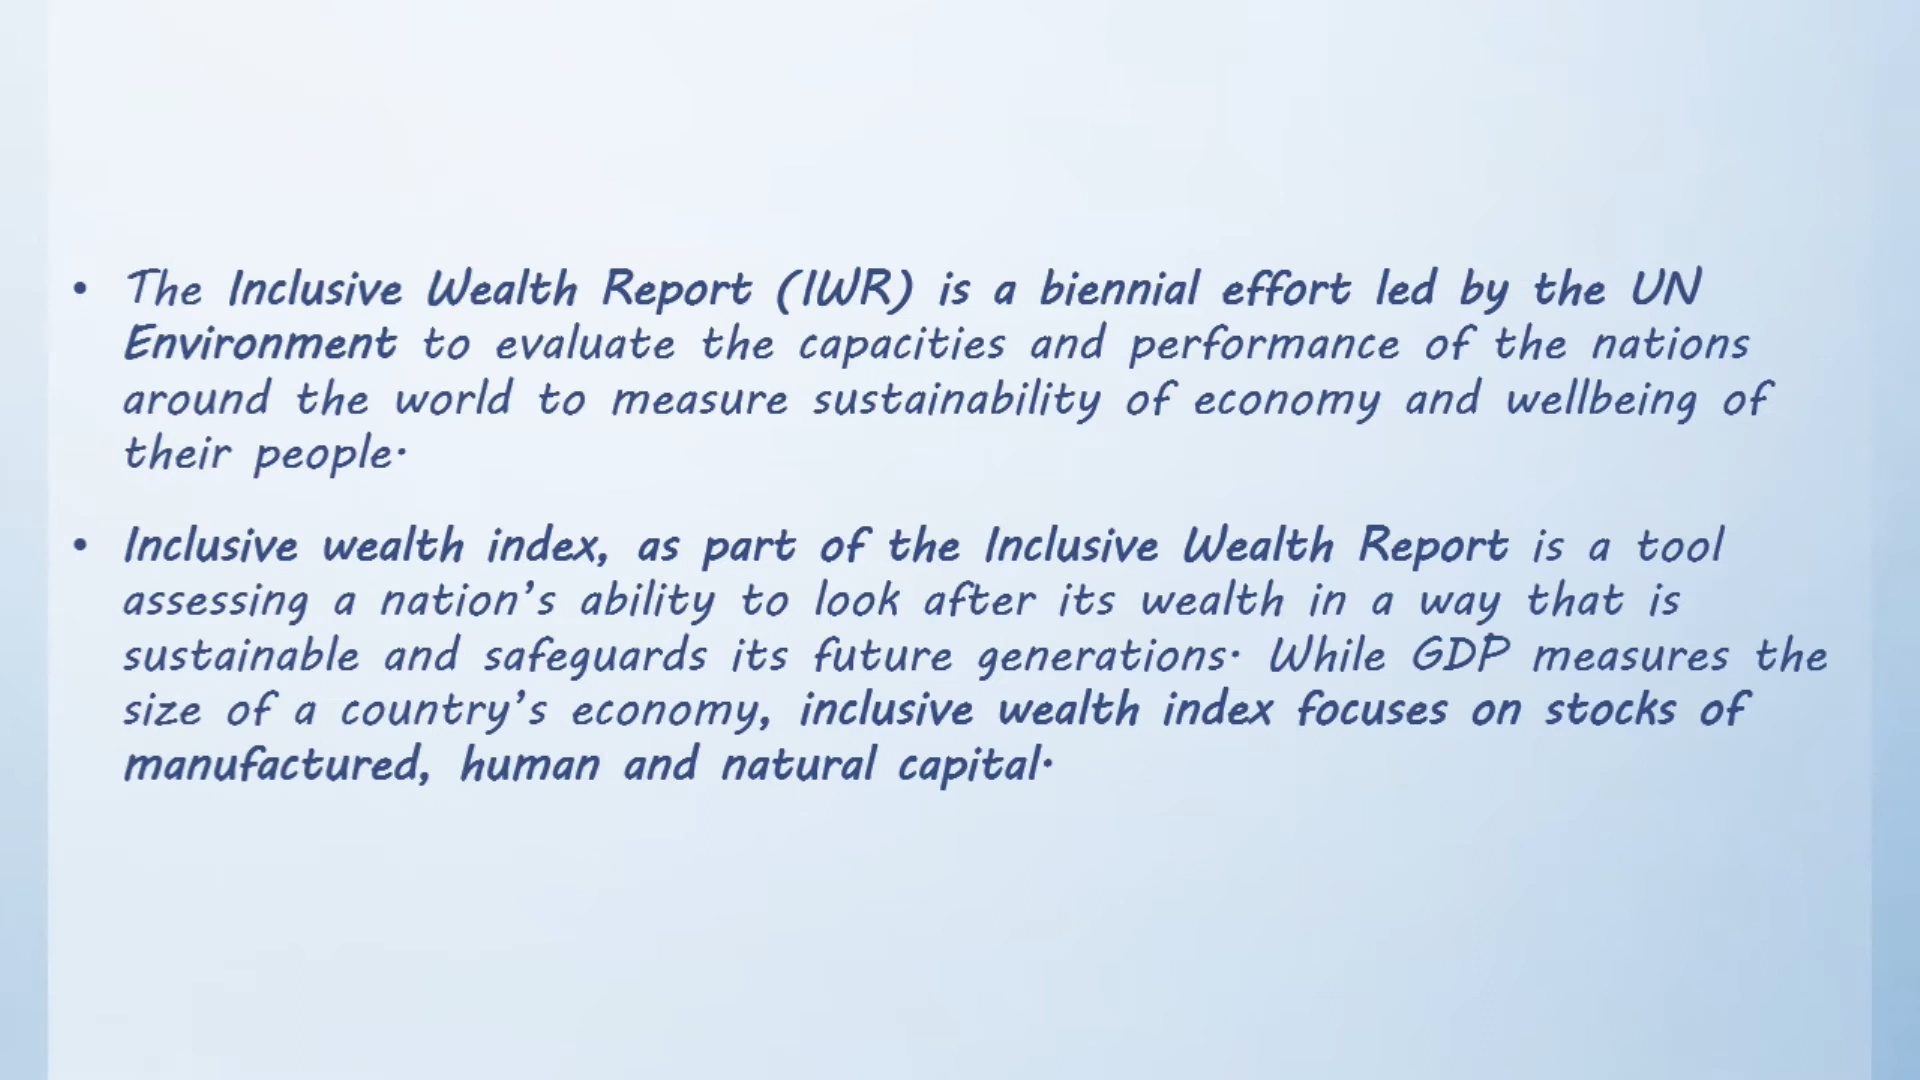 • The Inclusive Wealth Report (IWR) is a biennial effort led by the UN
Environment to evaluate the capacities and performance of the nations
around the world to measure sustainability of economy and wellbeing of
their people.
• Inclusive wealth index, as part of the Inclusive Wealth Report is a tool
assessing a nation’s ability to look after its wealth in a way that is
sustainable and safeguards its future generations. While GDP measures the
size of a country’s economy, inclusive wealth index focuses on stocks of
manufactured, human and natural capital.